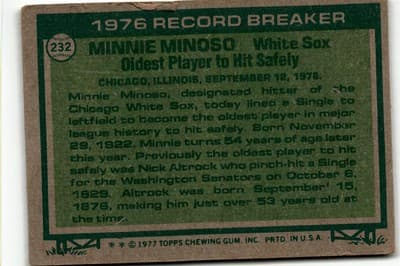 1976 RECORD BREAKER
232
MINNIE MINOSO White Sox
Oldest Player to Hit Safely
CHICAGO, ILLINOIS, SEPTEMBER 12, 1976.
Minnie Minoso, designated hitter of the
Chicago White Sox, today lined a Single to
leftfield to become the oldest player in major
league history to hit safely. Born November
29, 1922, Minnie turns 54 years of age later
this year. Previously the oldest player to hit
safely was Nick Altrock who pinch-hit a Single
for the Washington Senators on October 6,
1929. Altrock was born September 15,
1876, making him just over 53 years old at
the time.
* * © 1977 TOPPS CHEWING GUM, INC. PRTD. IN U.S.A.